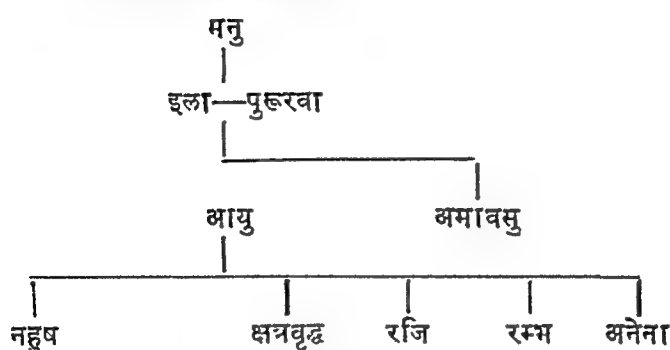 मनु
इला—पुरूरवा
आयु अमावसु
नहुष क्षत्रवृद्ध रजि रम्भ अनेना